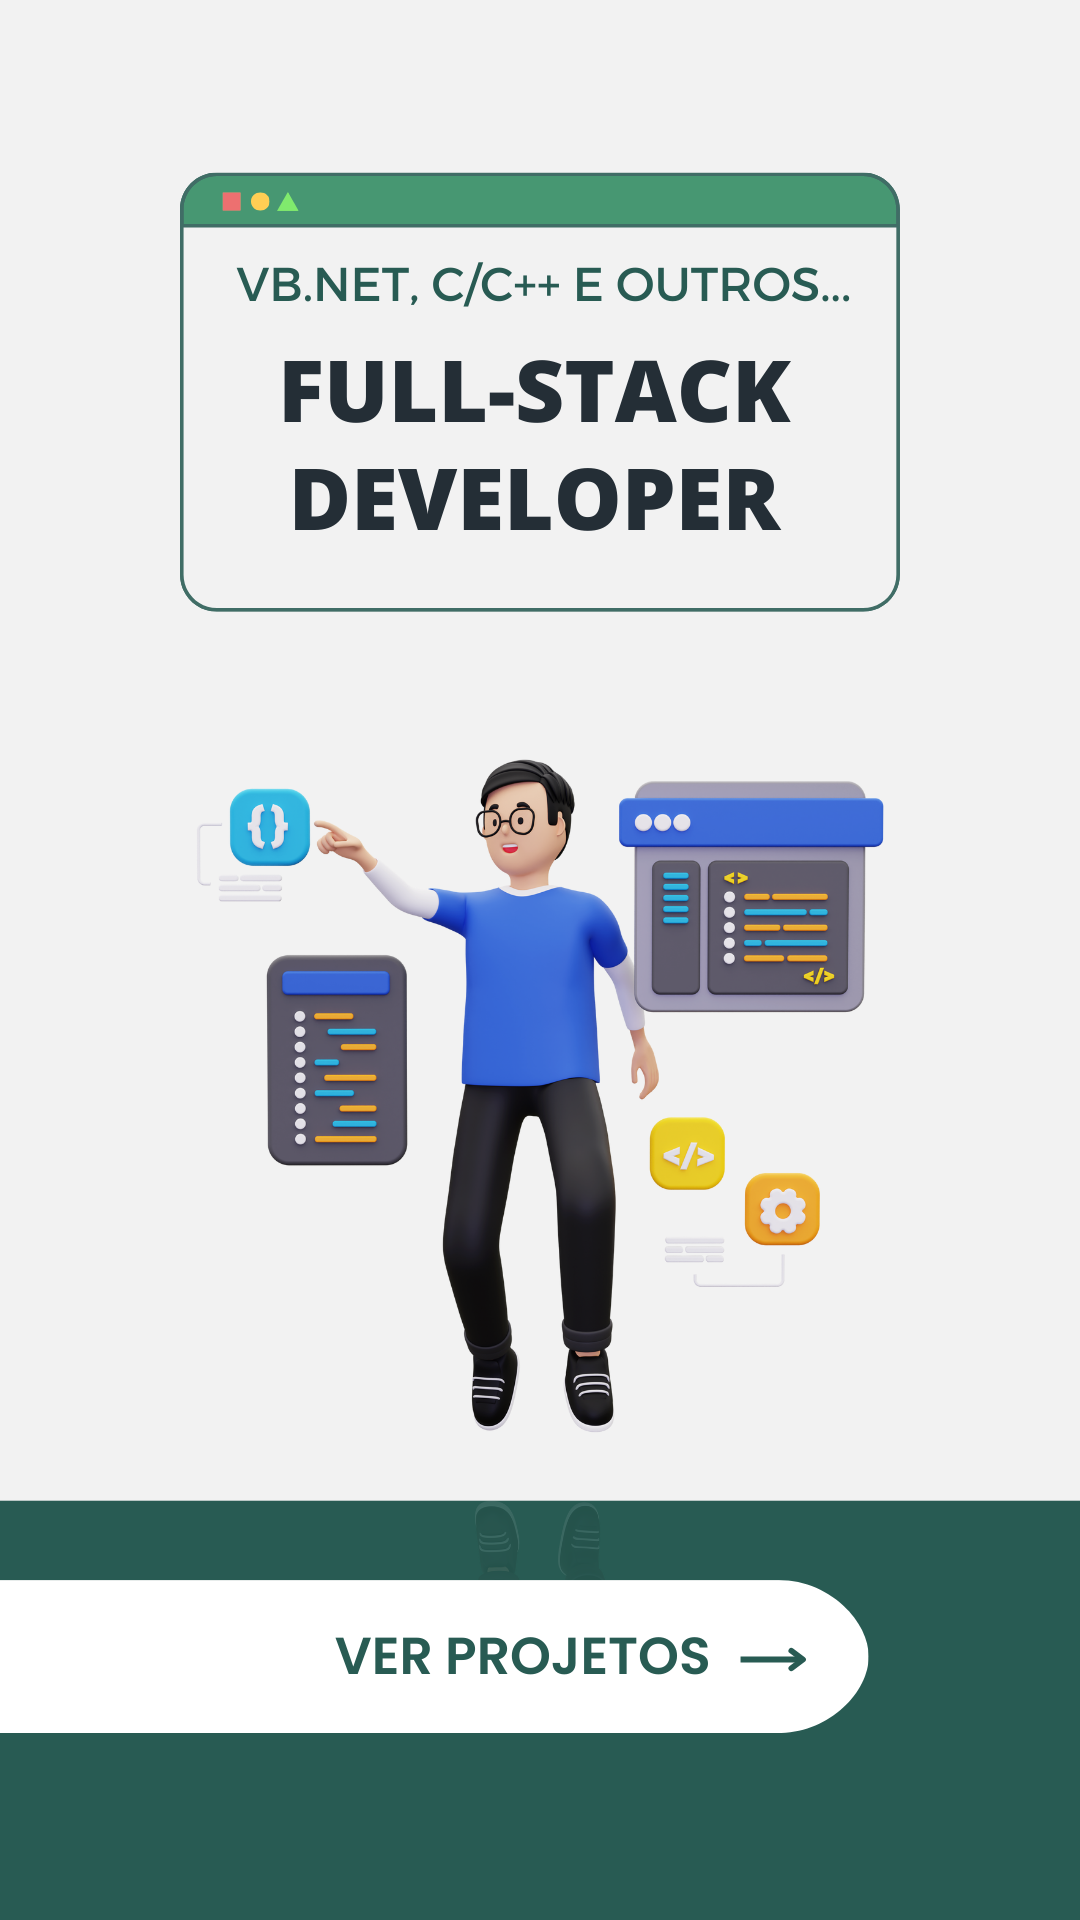 VB.NET, C/C++ E OUTROS...
FULL-STACK
DEVELOPER
{}
<>
</>
</>
VER PROJETOS →